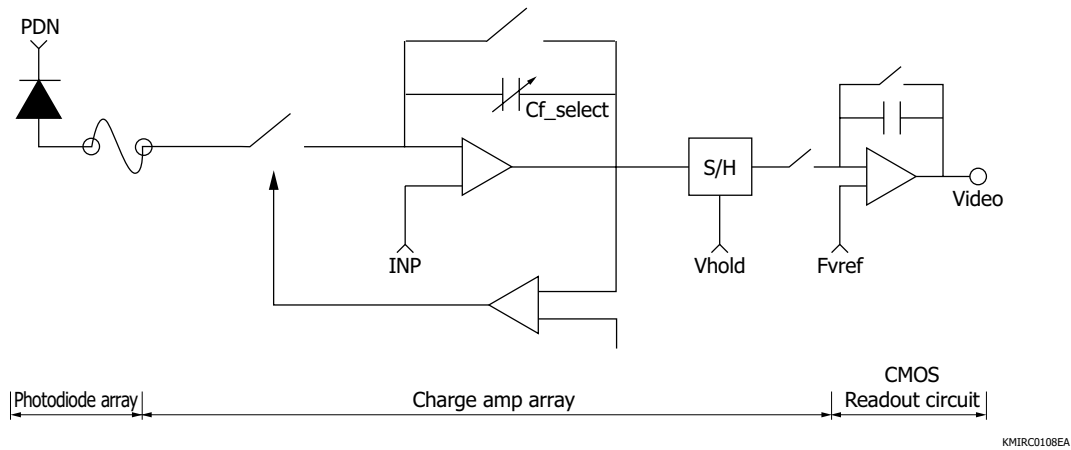 PDN
Cf_select
S/H
Video
INP
Vhold
Fvref
Photodiode array
Charge amp array
CMOS
Readout circuit
KMIRC0108EA